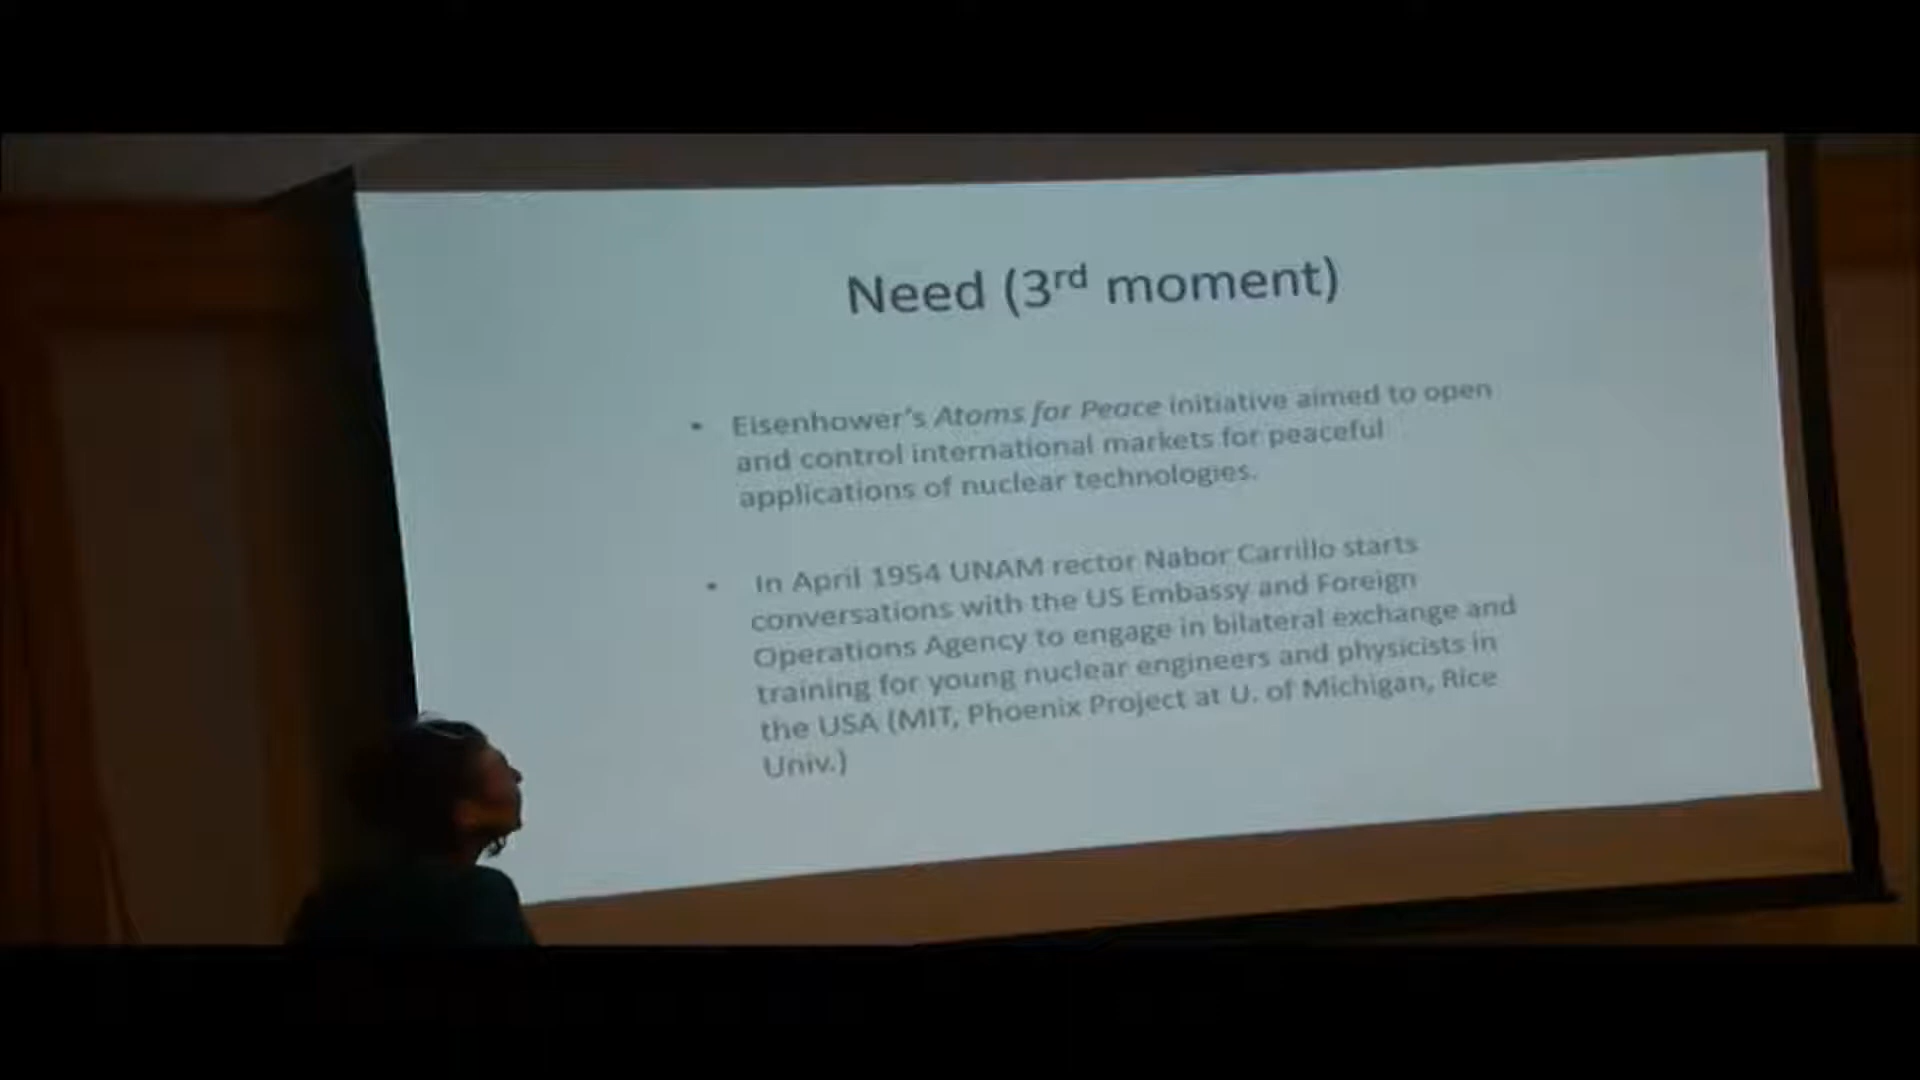 Need (3rd moment)
• Eisenhower's Atoms for Peace initiative aimed to open
and control international markets for peaceful
applications of nuclear technologies.
• In April 1954 UNAM rector Nabor Carrillo starts
conversations with the US Embassy and Foreign
Operations Agency to engage in bilateral exchange and
training for young nuclear engineers and physicists in
the USA (MIT, Phoenix Project at U. of Michigan, Rice
Univ.)